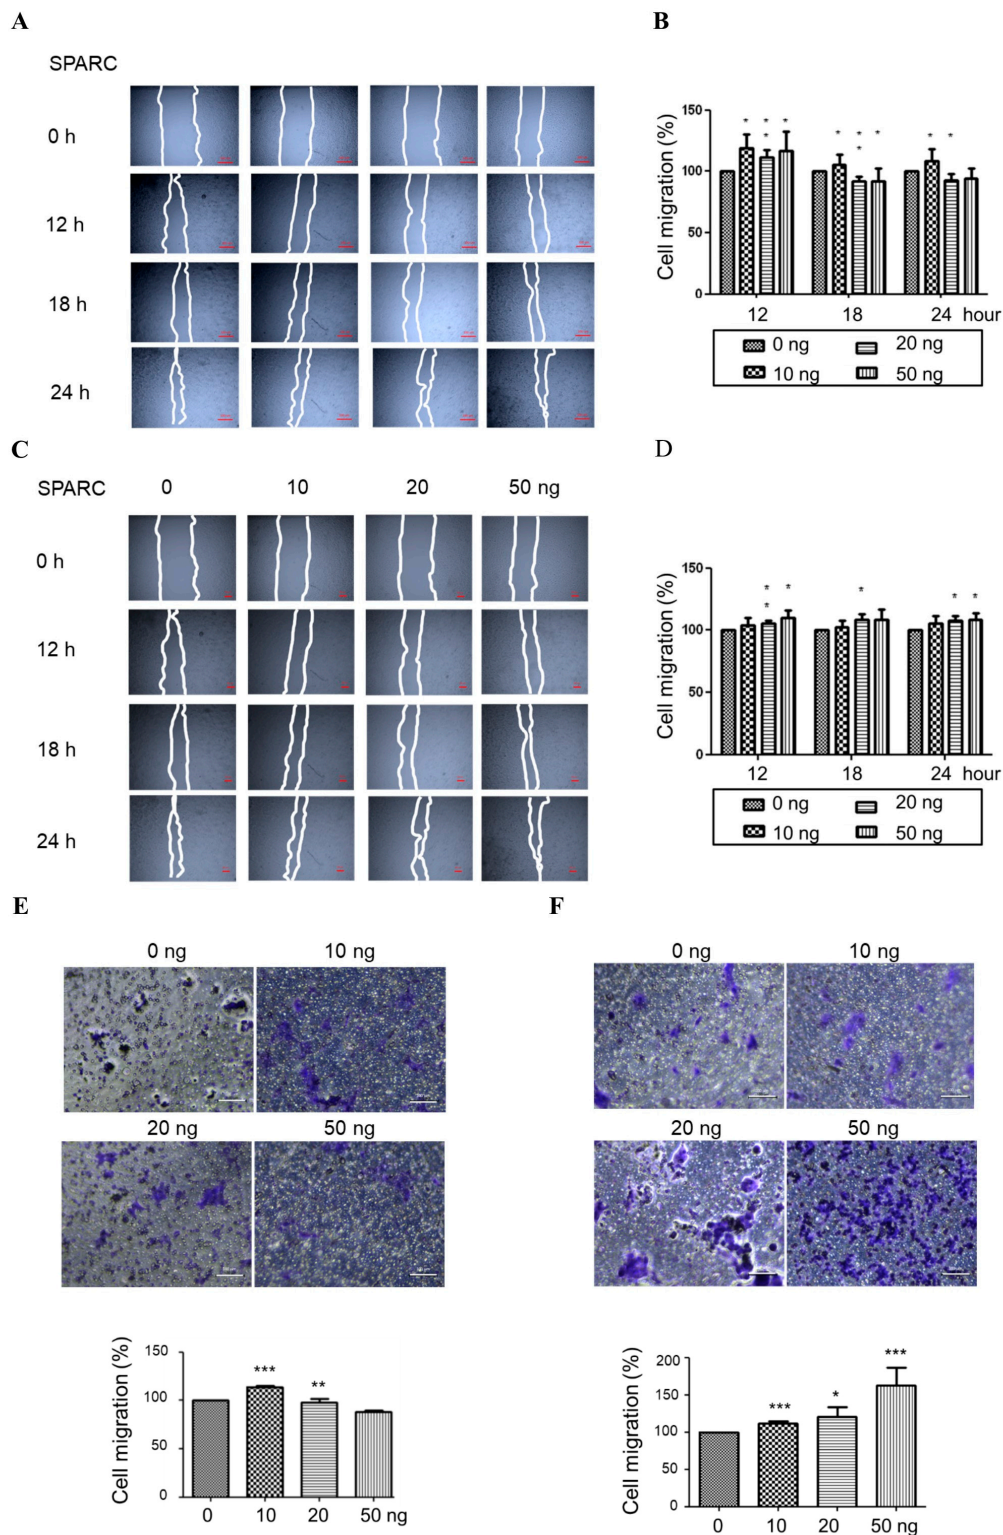 A
B
SPARC
0 h
12 h
18 h
24 h
Cell migration (%)
150
100
50
0
* * * * *
* * * *
* *
12 18 24 hour
0 ng 20 ng
10 ng 50 ng
C
D
SPARC 0 10 20 50 ng
0 h
12 h
18 h
24 h
Cell migration (%)
150
100
50
0
* * *
*
* *
12 18 24 hour
0 ng 20 ng
10 ng 50 ng
E
F
0 ng 10 ng
20 ng 50 ng
0 ng 10 ng
20 ng 50 ng
Cell migration (%)
150
100
50
0
*** **
0 10 20 50 ng
Cell migration (%)
200
150
100
50
0
*** * ***
0 10 20 50 ng